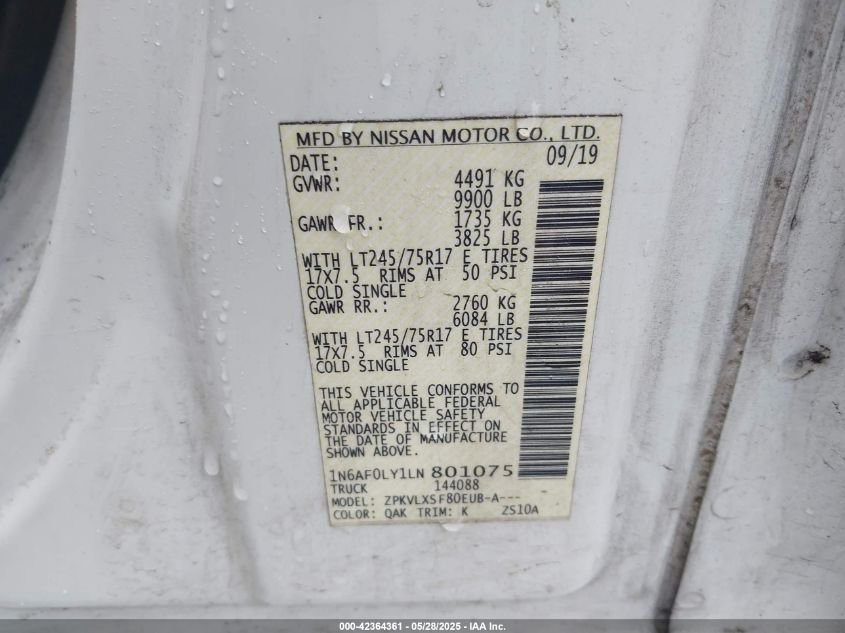 MFD BY NISSAN MOTOR CO., LTD.
DATE: 09/19
GVWR: 4491 KG
9900 LB
GAWR FR.: 1735 KG
3825 LB
WITH LT245/75R17 E TIRES
17X7.5 RIMS AT 50 PSI
COLD SINGLE
GAWR RR.: 2760 KG
6084 LB
WITH LT245/75R17 E TIRES
17X7.5 RIMS AT 80 PSI
COLD SINGLE
THIS VEHICLE CONFORMS TO
ALL APPLICABLE FEDERAL
MOTOR VEHICLE SAFETY
STANDARDS IN EFFECT ON
THE DATE OF MANUFACTURE
SHOWN ABOVE.
1N6AF0LY1LN 801075
TRUCK 144088
MODEL: ZPKVLXSF80EUB-A---
COLOR: QAK TRIM: K ZS10A
000-42364361 - 05/28/2025 - IAA Inc.